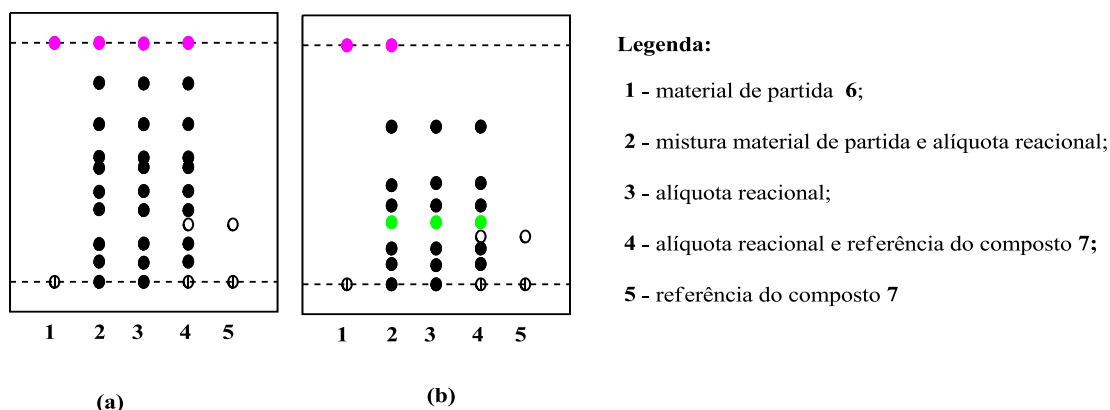 Legenda:
1 - material de partida 6;
2 - mistura material de partida e alíquota reacional;
3 - alíquota reacional;
4 - alíquota reacional e referência do composto 7;
5 - referência do composto 7
1 2 3 4 5
1 2 3 4 5
(a)
(b)